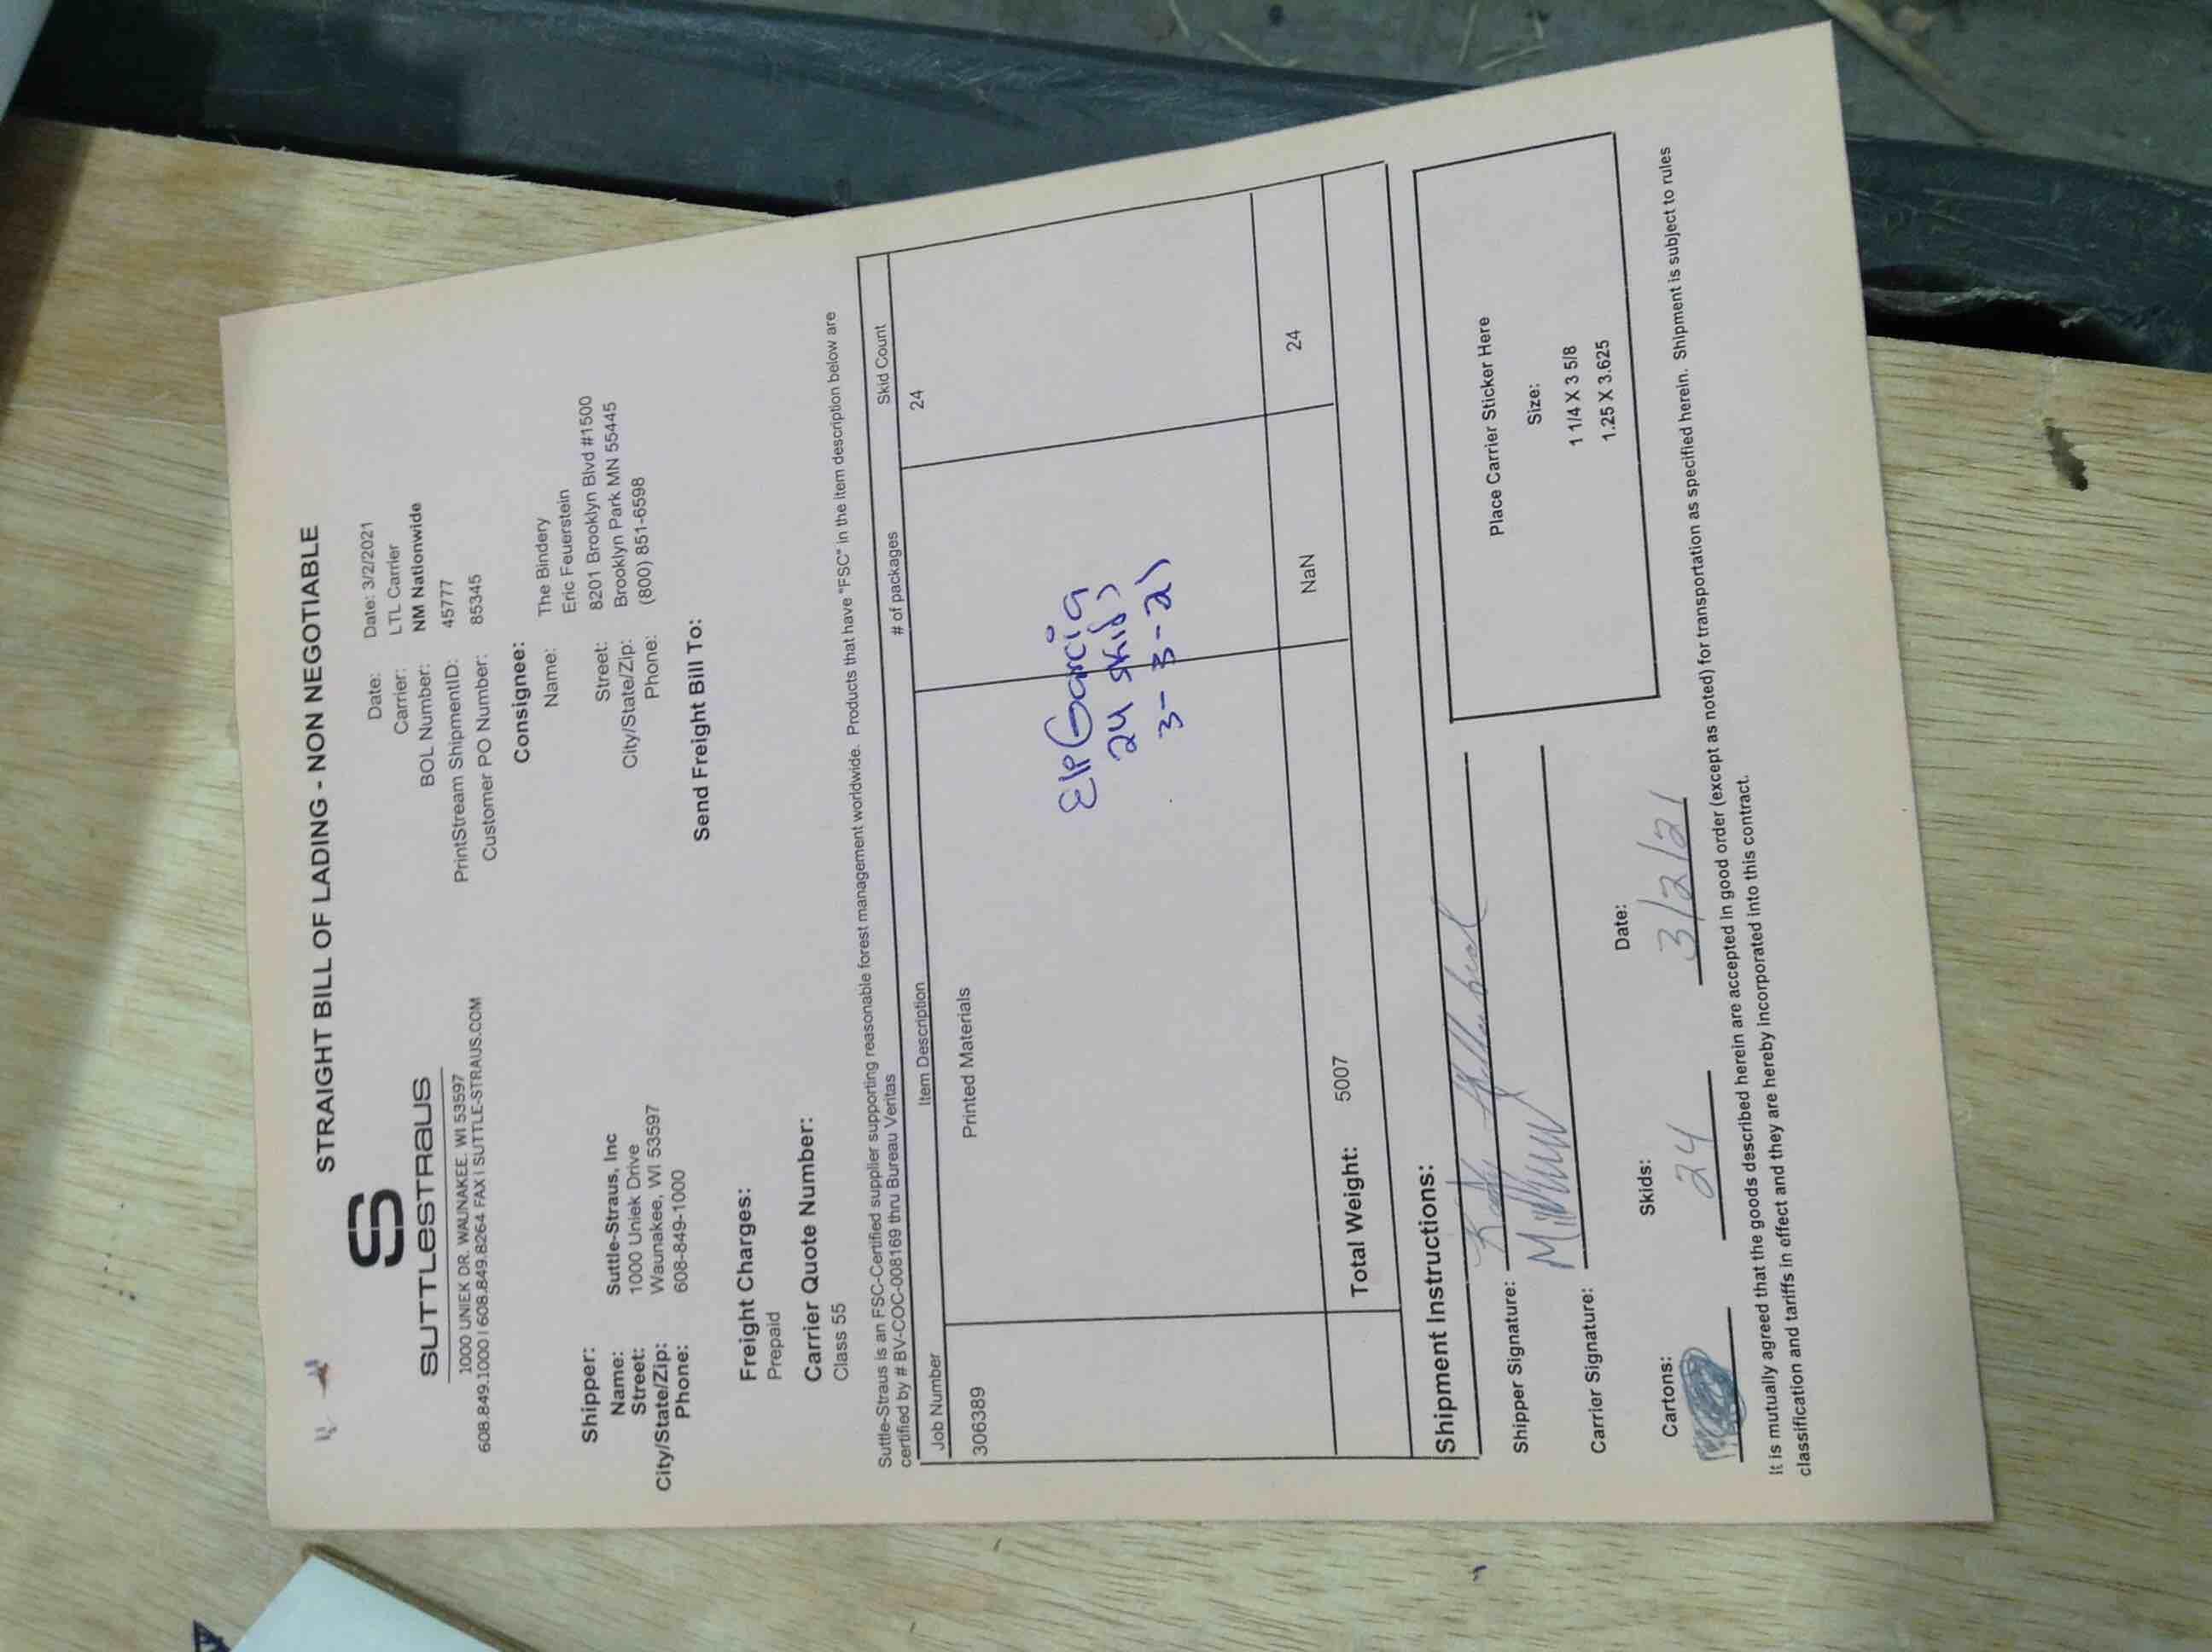 STRAIGHT BILL OF LADING - NON NEGOTIABLE
S
SUTTLESTRAUS
1000 UNIEK DR. WAUNAKEE, WI 53597
608.849.1000 | 608.849.8264 FAX | SUTTLE-STRAUS.COM
Date: Date: 3/2/2021
Carrier: LTL Carrier
BOL Number: NM Nationwide
PrintStream ShipmentID: 45777
Customer PO Number: 85345
Shipper:
Name: Suttle-Straus, Inc
Street: 1000 Uniek Drive
City/State/Zip: Waunakee, WI 53597
Phone: 608-849-1000
Consignee:
Name: The Bindery
Eric Feuerstein
Street: 8201 Brooklyn Blvd #1500
City/State/Zip: Brooklyn Park MN 55445
Phone: (800) 851-6598
Freight Charges:
Prepaid
Send Freight Bill To:
Carrier Quote Number:
Class 55
Suttle-Straus is an FSC-Certified supplier supporting reasonable forest management worldwide. Products that have "FSC" in the item description below are
certified by # BV-COC-008169 thru Bureau Veritas
Job Number Item Description # of packages Skid Count
306389 Printed Materials 24
Garcia
24 skids
3-3-21
NaN 24
Total Weight: 5007
Shipment Instructions:
Shipper Signature:
Carrier Signature:
Place Carrier Sticker Here
Size:
1 1/4 X 3 5/8
1.25 X 3.625
Cartons: Skids: Date:
24 3/2/21
It is mutually agreed that the goods described herein are accepted in good order (except as noted) for transportation as specified herein. Shipment is subject to rules
classification and tariffs in effect and they are hereby incorporated into this contract.